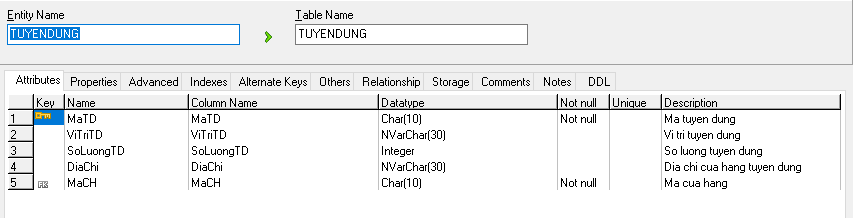 Entity Name Table Name
TUYENDUNG TUYENDUNG
Attributes Properties Advanced Indexes Alternate Keys Others Relationship Storage Comments Notes DDL
Key Name Column Name Datatype Not null Unique Description
1 MaTD MaTD Char(10) Not null Ma tuyen dung
2 ViTriTD ViTriTD NVarChar(30) Vi tri tuyen dung
3 SoLuongTD SoLuongTD Integer So luong tuyen dung
4 DiaChi DiaChi NVarChar(30) Dia chi cua hang tuyen dung
5 FK MaCH MaCH Char(10) Not null Ma cua hang